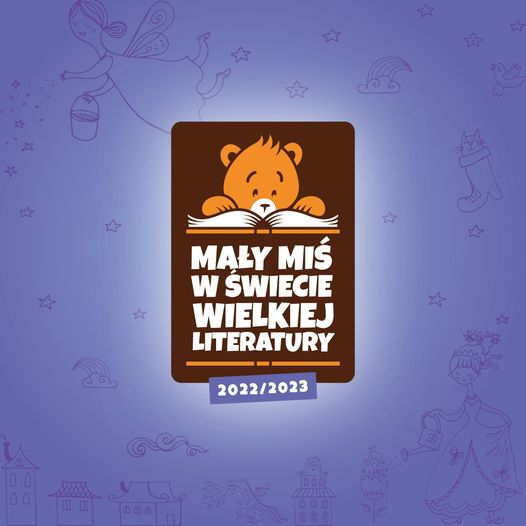 MAŁY MIŚ
W ŚWIECIE
WIELKIEJ
LITERATURY
2022/2023